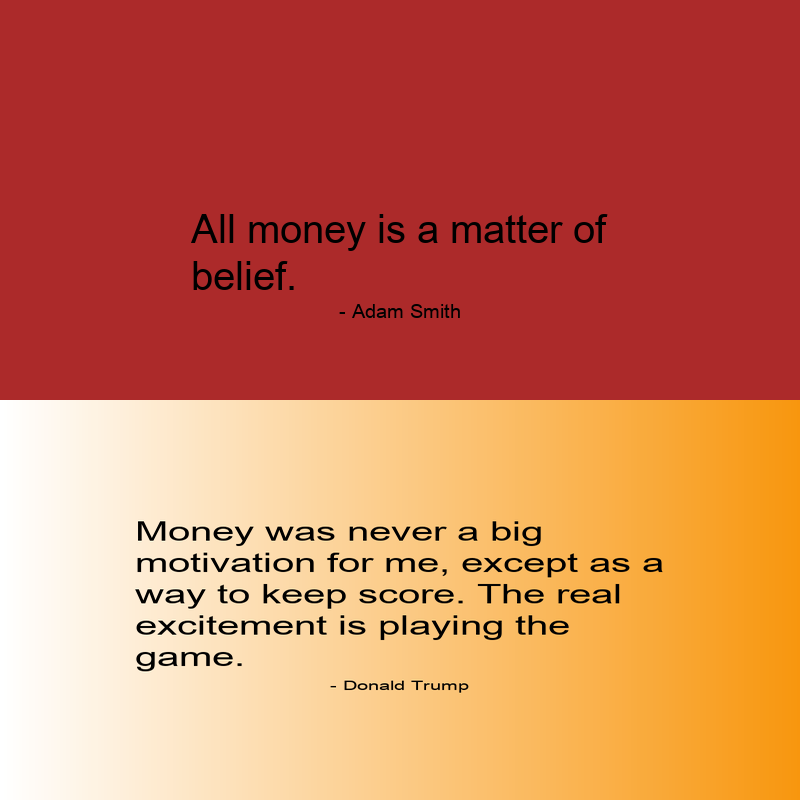 All money is a matter of
belief.
- Adam Smith
Money was never a big
motivation for me, except as a
way to keep score. The real
excitement is playing the
game.
- Donald Trump